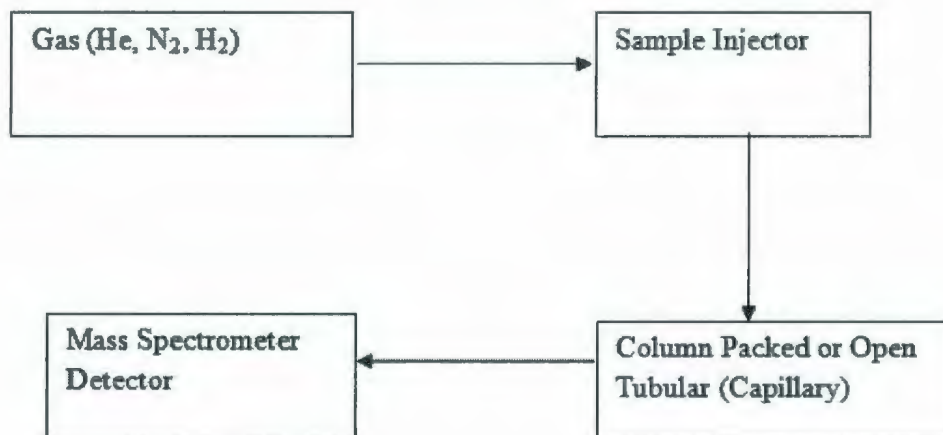 Gas (He, N₂, H₂)
Sample Injector
Column Packed or Open
Tubular (Capillary)
Mass Spectrometer
Detector